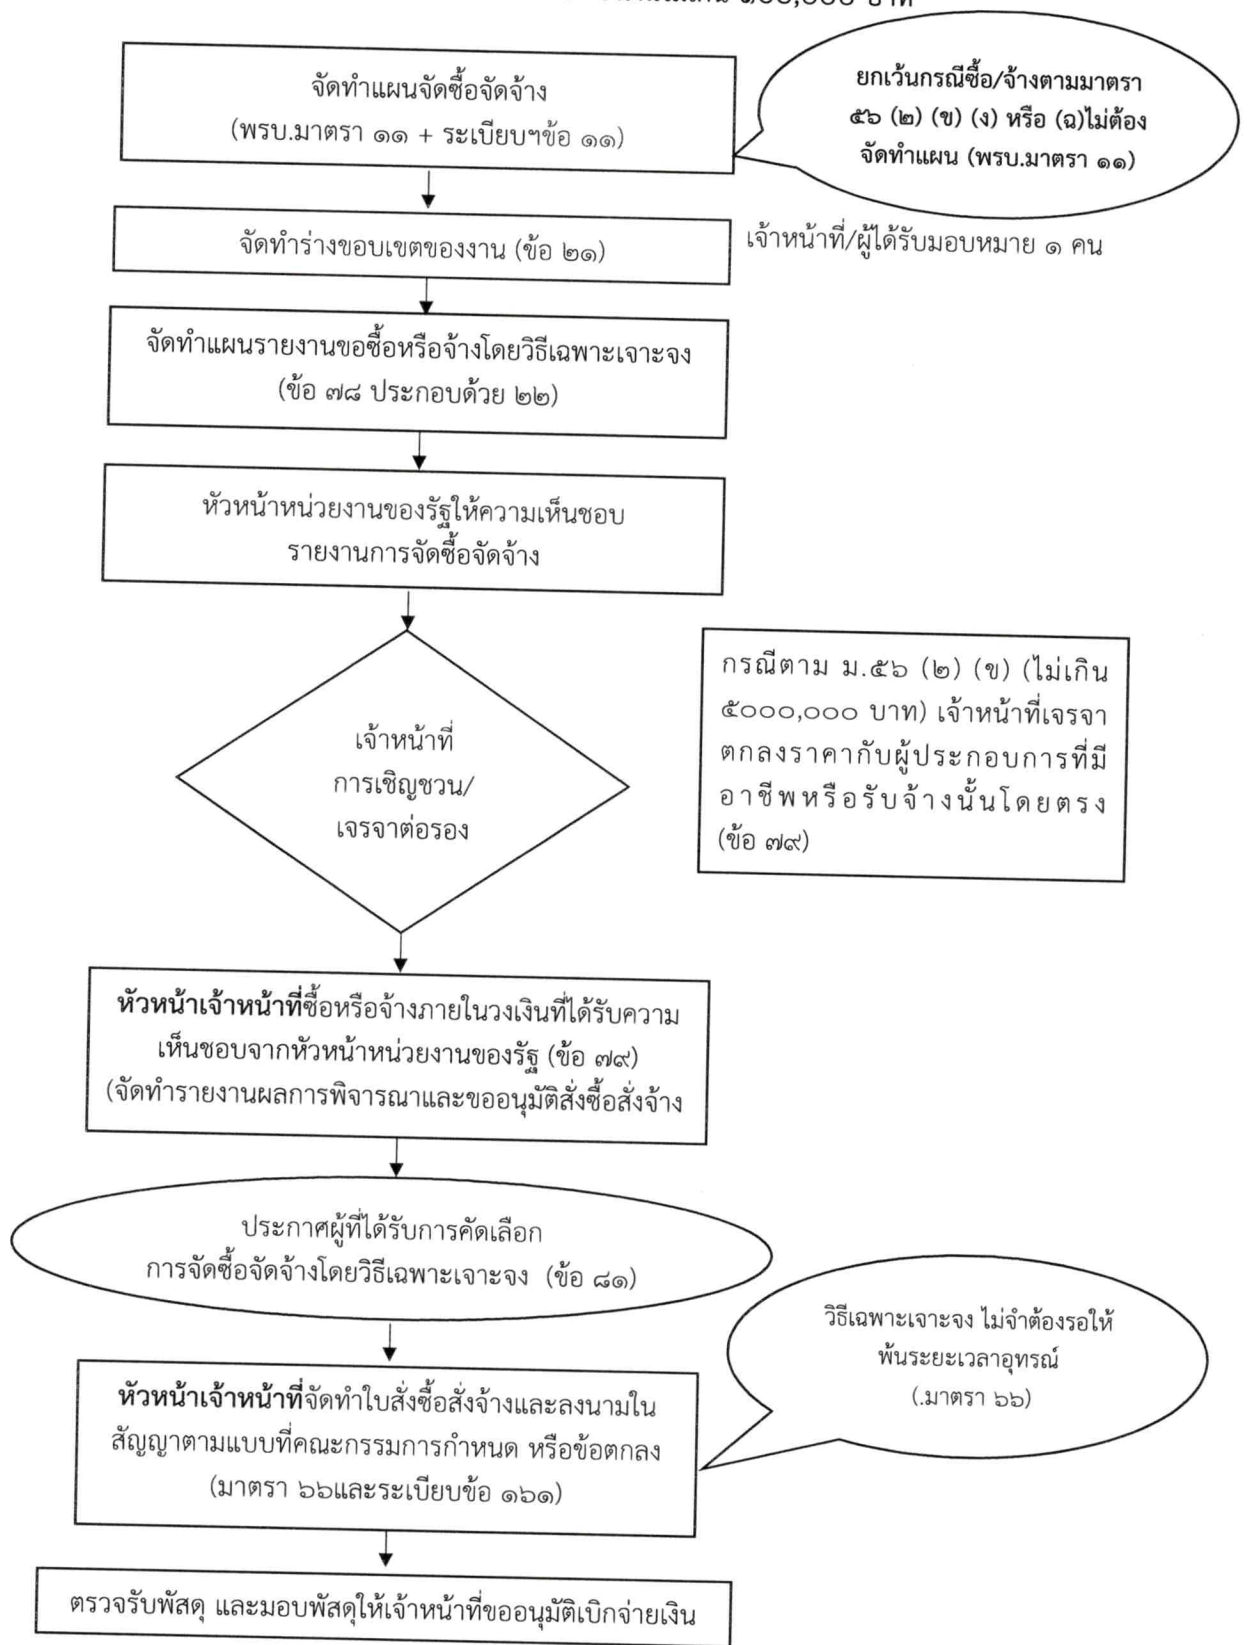 ๑๐๐,๐๐๐ บาท
จัดทำแผนจัดซื้อจัดจ้าง
(พรบ.มาตรา ๑๑ + ระเบียบฯข้อ ๑๑)
ยกเว้นกรณีซื้อ/จ้างตามมาตรา
๕๖ (๒) (ข) (ง) หรือ (ฉ)ไม่ต้อง
จัดทำแผน (พรบ.มาตรา ๑๑)
จัดทำร่างขอบเขตของงาน (ข้อ ๒๑)
เจ้าหน้าที่/ผู้ได้รับมอบหมาย ๑ คน
จัดทำแผนรายงานขอซื้อหรือจ้างโดยวิธีเฉพาะเจาะจง
(ข้อ ๗๘ ประกอบด้วย ๒๒)
หัวหน้าหน่วยงานของรัฐให้ความเห็นชอบ
รายงานการจัดซื้อจัดจ้าง
เจ้าหน้าที่
การเชิญชวน/
เจรจาต่อรอง
กรณีตาม ม.๕๖ (๒) (ข) (ไม่เกิน
๕๐๐๐,๐๐๐ บาท) เจ้าหน้าที่เจรจา
ตกลงราคากับผู้ประกอบการที่มี
อาชีพหรือรับจ้างนั้นโดยตรง
(ข้อ ๗๙)
หัวหน้าเจ้าหน้าที่ซื้อหรือจ้างภายในวงเงินที่ได้รับความ
เห็นชอบจากหัวหน้าหน่วยงานของรัฐ (ข้อ ๗๙)
(จัดทำรายงานผลการพิจารณาและขออนุมัติสั่งซื้อสั่งจ้าง
ประกาศผู้ที่ได้รับการคัดเลือก
การจัดซื้อจัดจ้างโดยวิธีเฉพาะเจาะจง (ข้อ ๘๑)
วิธีเฉพาะเจาะจง ไม่จำต้องรอให้
พ้นระยะเวลาอุทรณ์
(.มาตรา ๖๖)
หัวหน้าเจ้าหน้าที่จัดทำใบสั่งซื้อสั่งจ้างและลงนามใน
สัญญาตามแบบที่คณะกรรมการกำหนด หรือข้อตกลง
(มาตรา ๖๖และระเบียบข้อ ๑๖๑)
ตรวจรับพัสดุ และมอบพัสดุให้เจ้าหน้าที่ขออนุมัติเบิกจ่ายเงิน